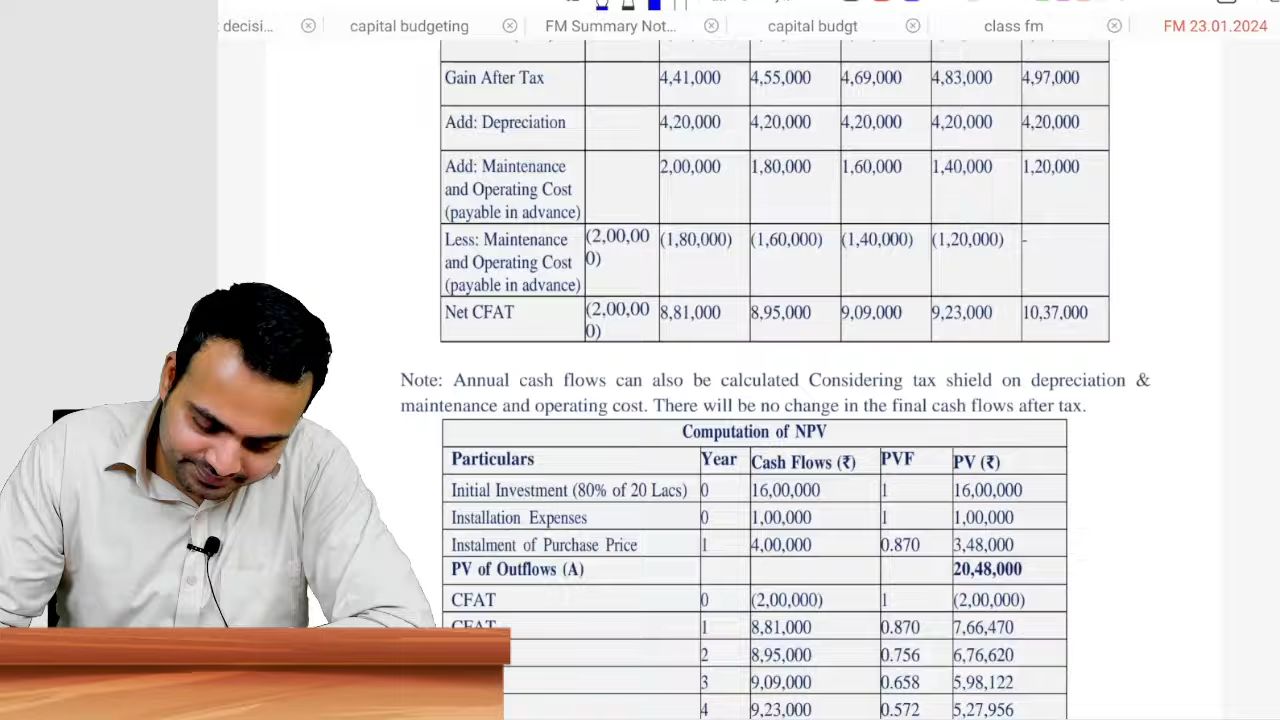 decisi...
capital budgeting
FM Summary Not...
capital budgt
class fm
FM 23.01.2024
Gain After Tax 4,41,000 4,55,000 4,69,000 4,83,000 4,97,000
Add: Depreciation 4,20,000 4,20,000 4,20,000 4,20,000 4,20,000
Add: Maintenance 2,00,000 1,80,000 1,60,000 1,40,000 1,20,000
and Operating Cost
(payable in advance)
Less: Maintenance (2,00,00 (1,80,000) (1,60,000) (1,40,000) (1,20,000) -
and Operating Cost 0)
(payable in advance)
Net CFAT (2,00,00 8,81,000 8,95,000 9,09,000 9,23,000 10,37,000
0)
Note: Annual cash flows can also be calculated Considering tax shield on depreciation &
maintenance and operating cost. There will be no change in the final cash flows after tax.
Computation of NPV
Particulars Year Cash Flows (₹) PVF PV (₹)
Initial Investment (80% of 20 Lacs) 0 16,00,000 1 16,00,000
Installation Expenses 0 1,00,000 1 1,00,000
Instalment of Purchase Price 1 4,00,000 0.870 3,48,000
PV of Outflows (A) 20,48,000
CFAT 0 (2,00,000) 1 (2,00,000)
CFAT 1 8,81,000 0.870 7,66,470
2 8,95,000 0.756 6,76,620
3 9,09,000 0.658 5,98,122
4 9,23,000 0.572 5,27,956